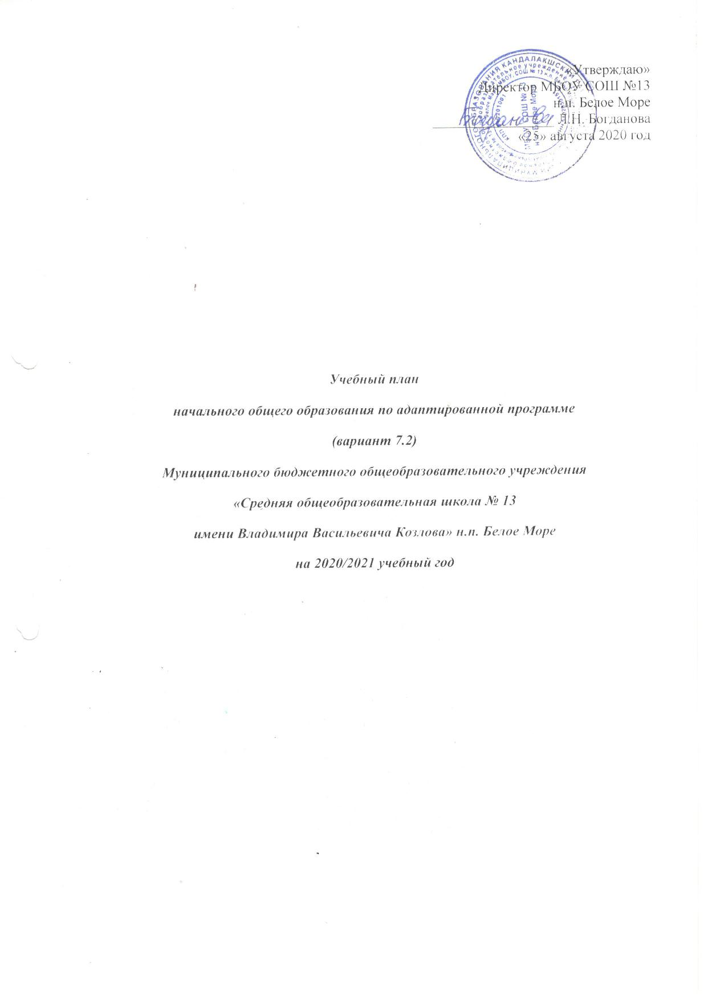 «Утверждаю»
Директор МБОУ СОШ №13
н.п. Белое Море
Л.Н. Богданова
«25» августа 2020 год
Учебный план
начального общего образования по адаптированной программе
(вариант 7.2)
Муниципального бюджетного общеобразовательного учреждения
«Средняя общеобразовательная школа № 13
имени Владимира Васильевича Козлова» н.п. Белое Море
на 2020/2021 учебный год